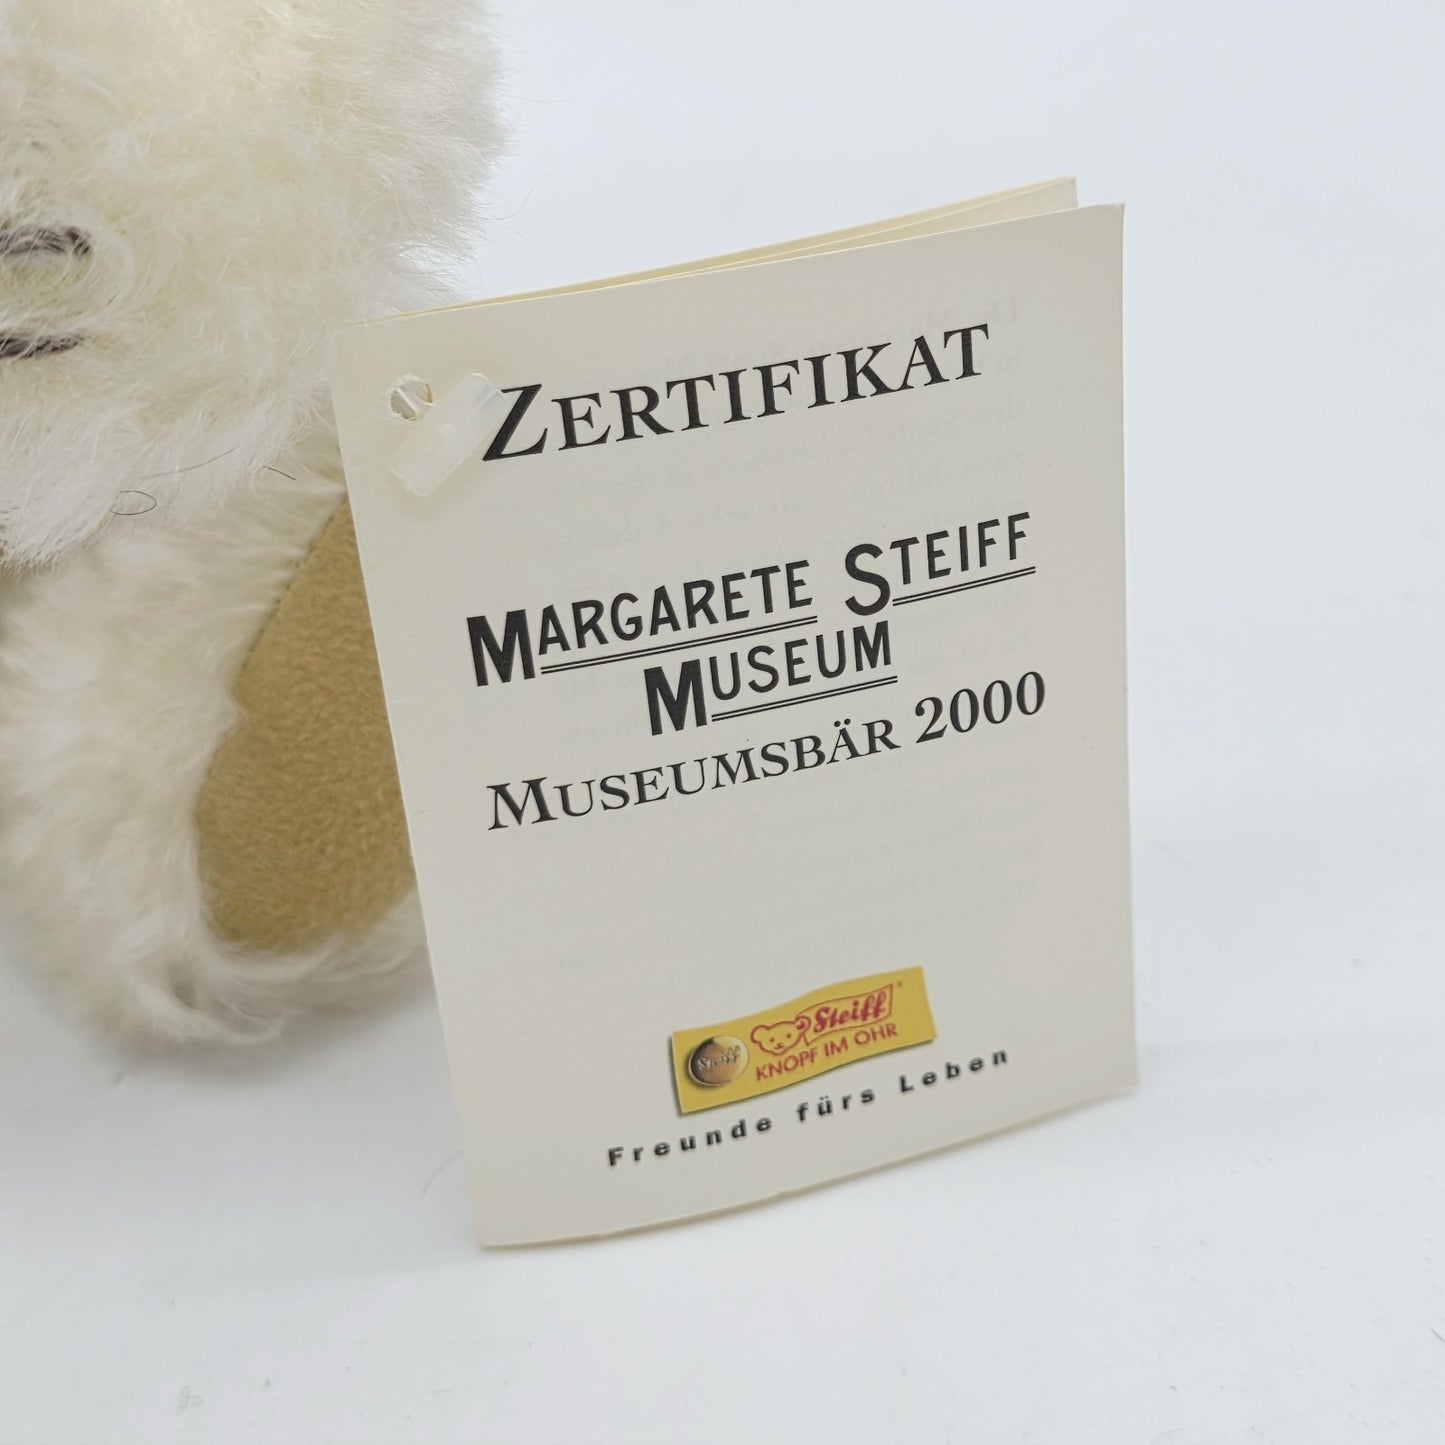 ZERTIFIKAT
MARGARETE STEIFF
MUSEUM
MUSEUMSBÄR 2000
Steiff
Steiff
KNOPF IM OHR
Freunde fürs Leben